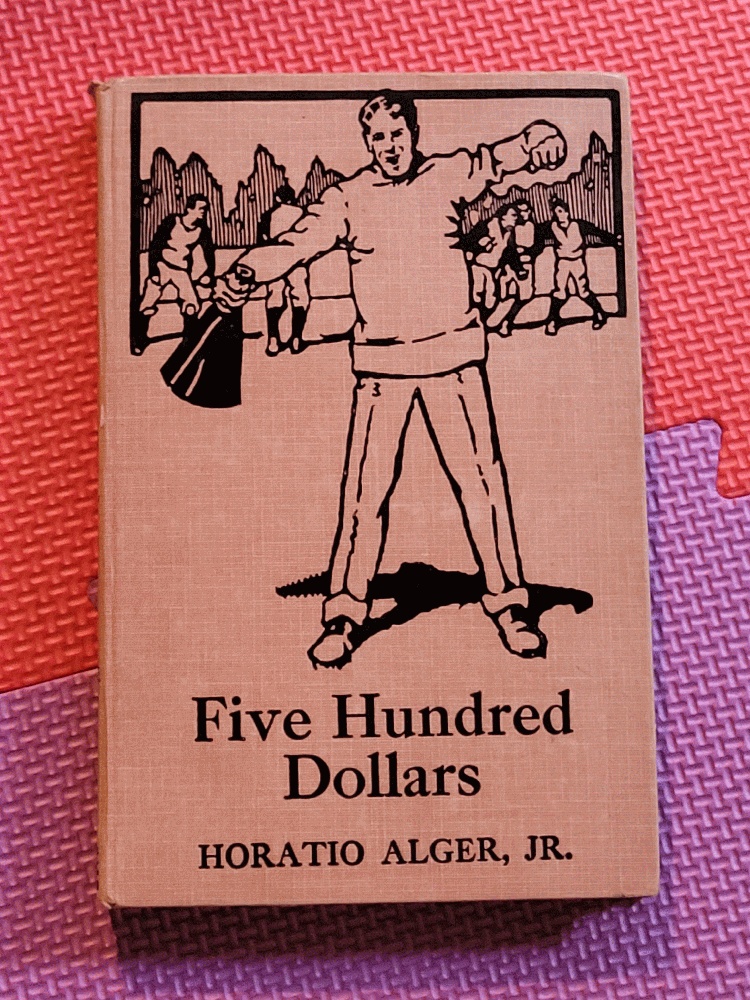 Five Hundred
Dollars
HORATIO ALGER, JR.